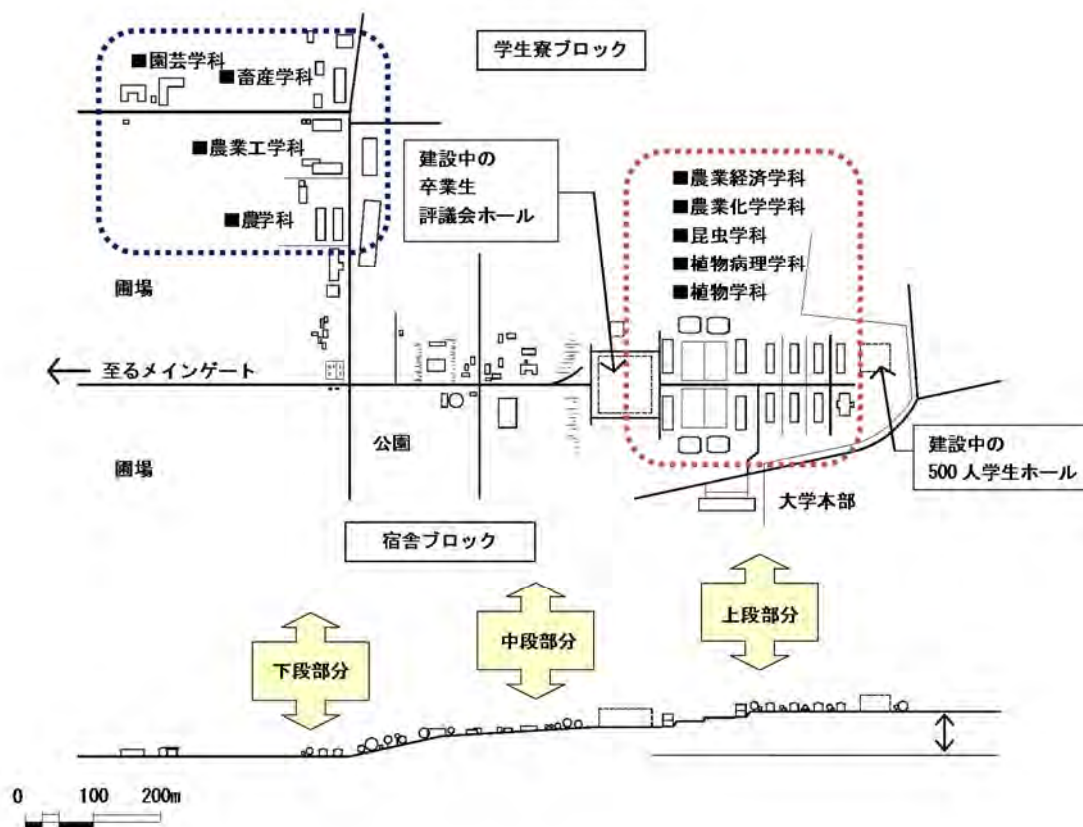 学生寮ブロック
■園芸学科
■畜産学科
■農業工学科
■農学科
建設中の
卒業生
評議会ホール
■農業経済学科
■農業化学学科
■昆虫学科
■植物病理学科
■植物学科
圃場
至るメインゲート
公園
圃場
建設中の
500人学生ホール
大学本部
宿舎ブロック
上段部分
中段部分
下段部分
0 100 200m